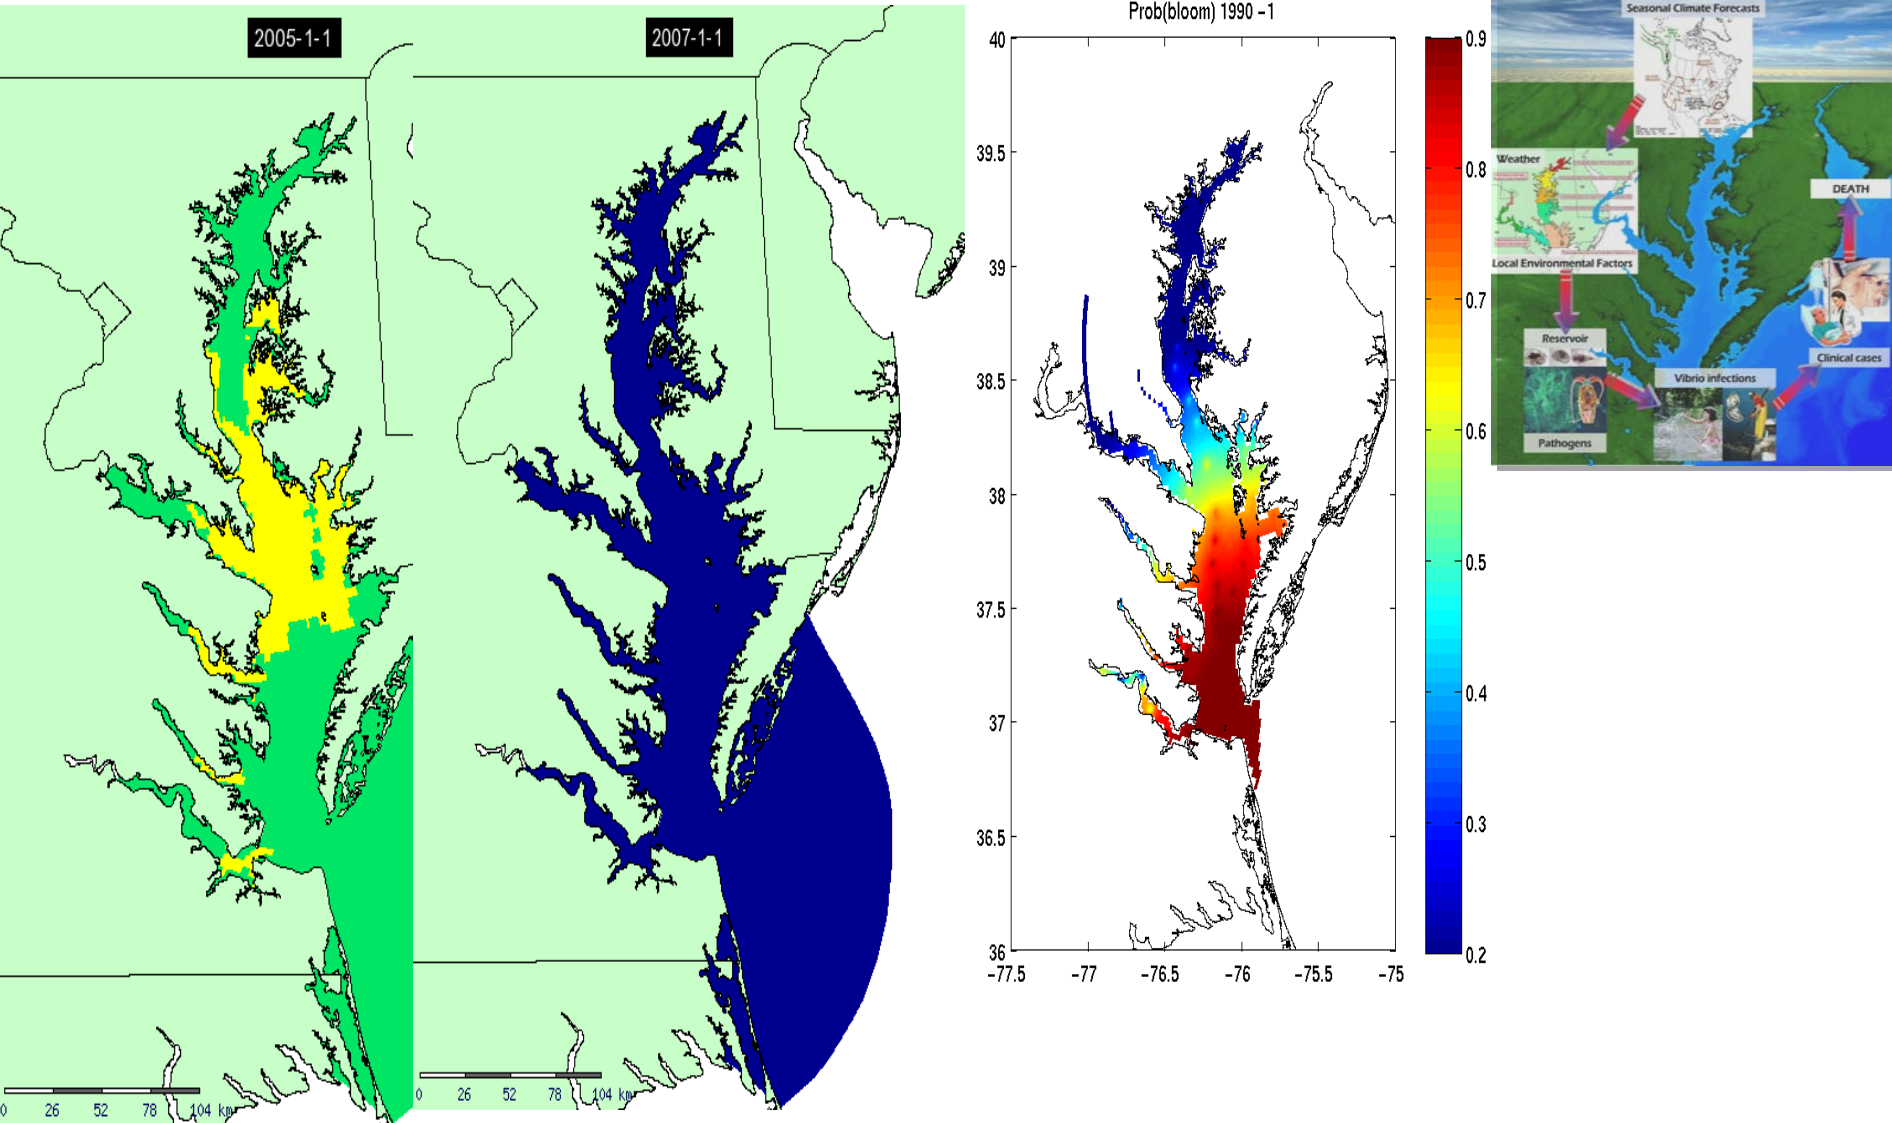 2005-1-1
0 26 52 78 104 km
2007-1-1
0 26 52 78 104 km
Prob(bloom) 1990 -1
40
39.5
39
38.5
38
37.5
37
36.5
36
-77.5 -77 -76.5 -76 -75.5 -75
0.9
0.8
0.7
0.6
0.5
0.4
0.3
0.2
Seasonal Climate Forecasts
Weather
Local Environmental Factors
DEATH
Reservoir
Pathogens
Vibrio infections
Clinical cases